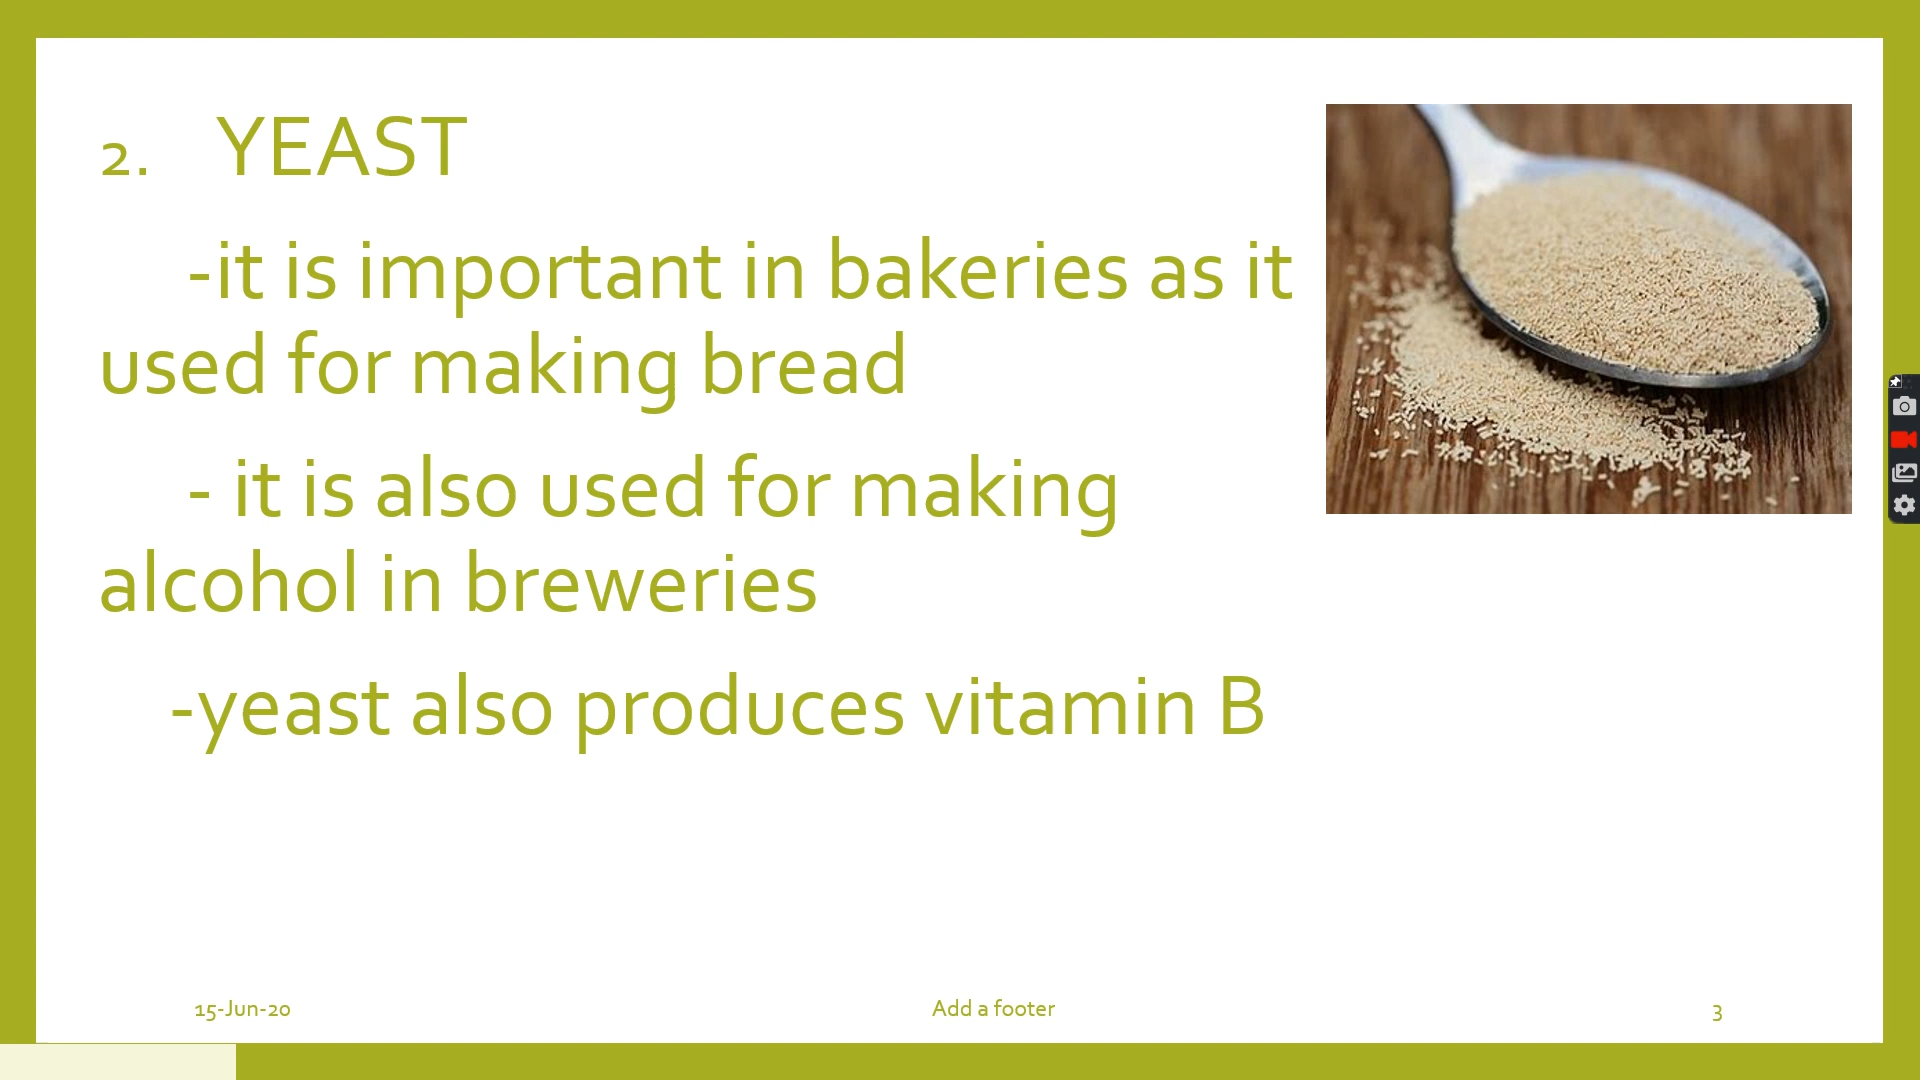 2. YEAST
-it is important in bakeries as it
used for making bread
- it is also used for making
alcohol in breweries
-yeast also produces vitamin B
15-Jun-20
Add a footer
3